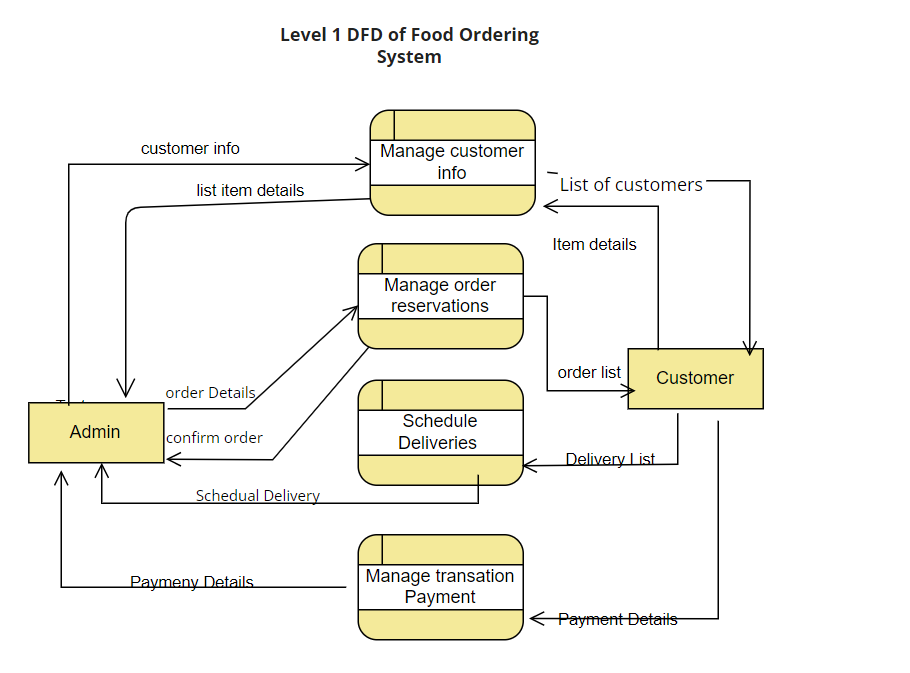 Level 1 DFD of Food Ordering
System
customer info
Manage customer
info
list item details
List of customers
Item details
Manage order
reservations
order list
Customer
order Details
Schedule
Deliveries
Admin
confirm order
Delivery List
Schedual Delivery
Manage transation
Payment
Paymeny Details
Payment Details